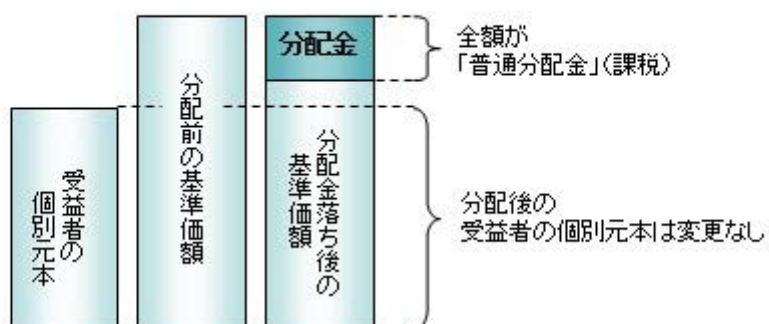 受益者の
個別元本
分配前の基準価額
分配金
分配金落ち後の
基準価額
全額が
「普通分配金」(課税)
分配後の
受益者の個別元本は変更なし